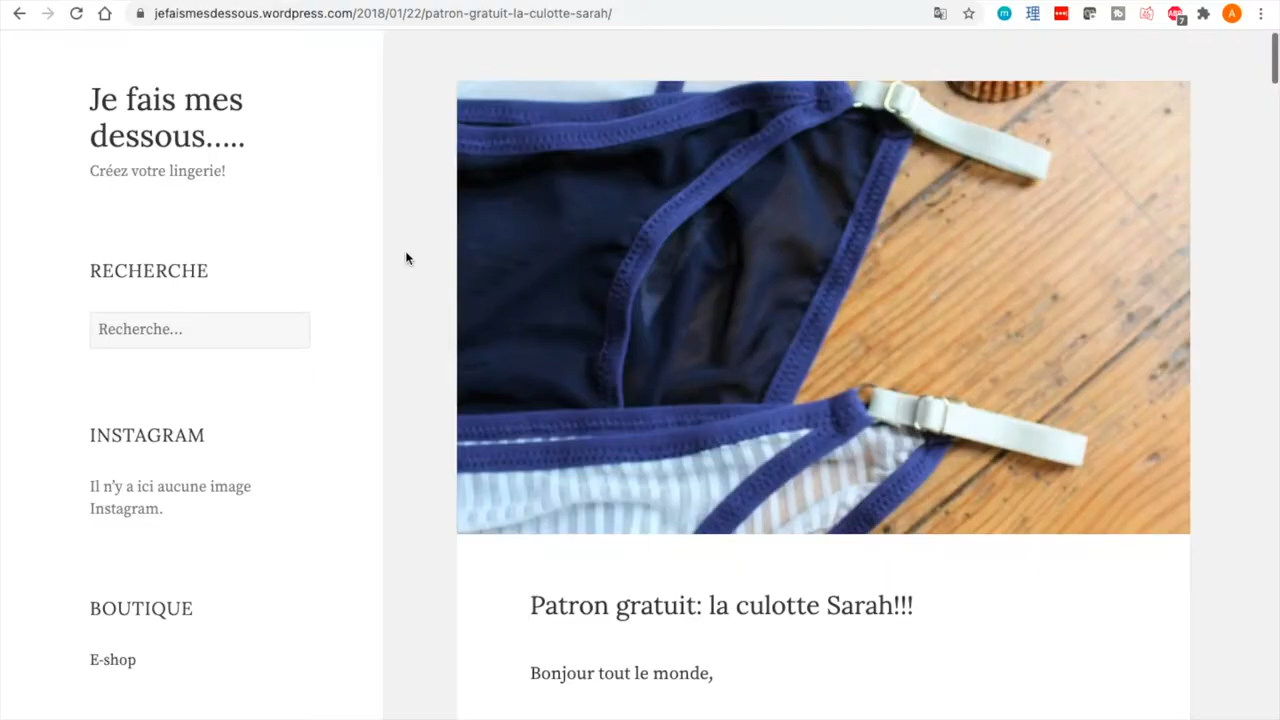 jefaismesdessous.wordpress.com/2018/01/22/patron-gratuit-la-culotte-sarah/
A
7
Je fais mes
dessous.....
Créez votre lingerie!
RECHERCHE
Recherche...
INSTAGRAM
Il n'y a ici aucune image
Instagram.
BOUTIQUE
E-shop
Patron gratuit: la culotte Sarah!!!
Bonjour tout le monde,